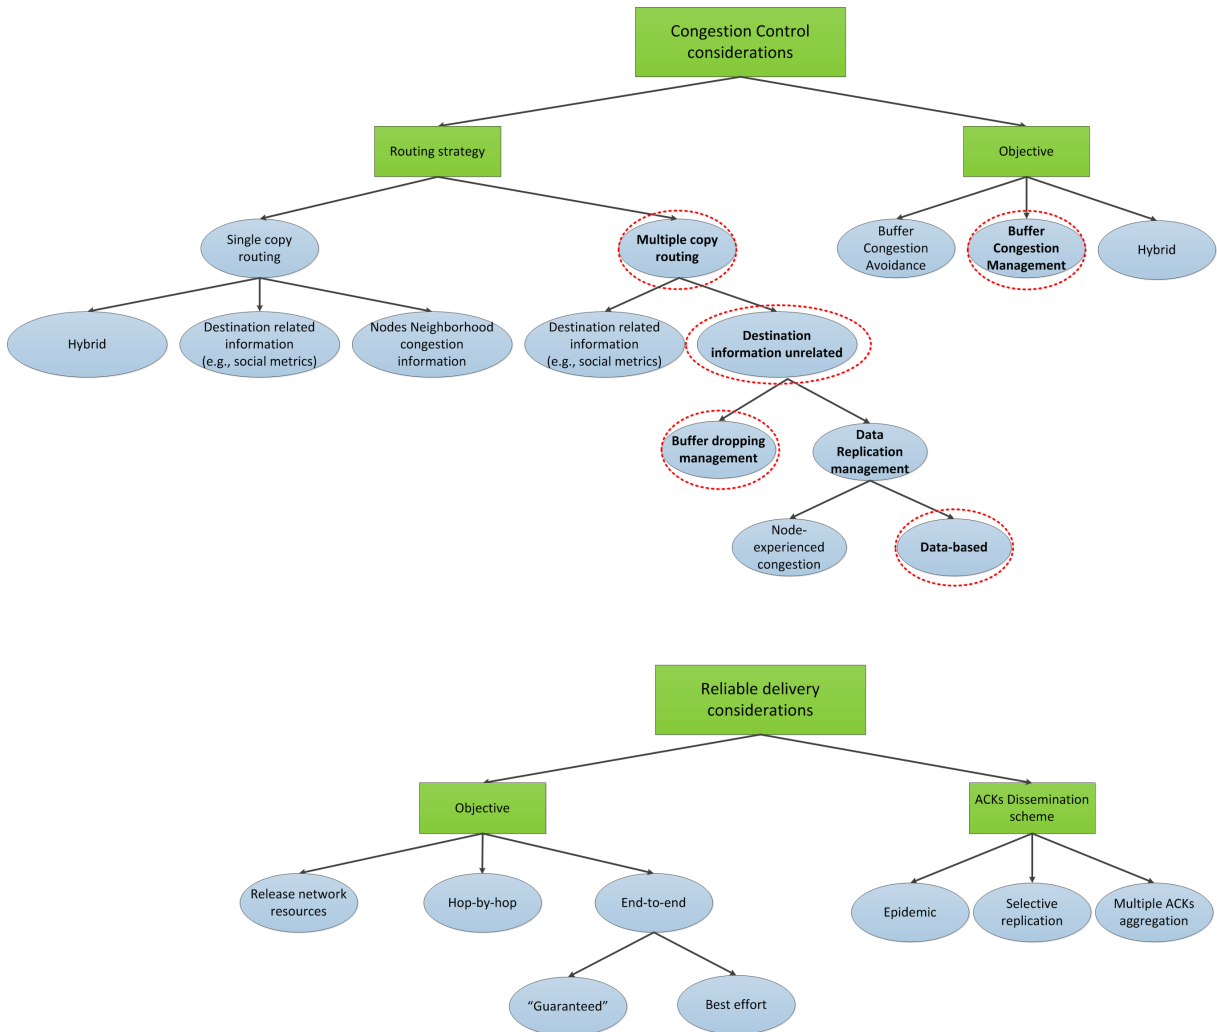 Congestion Control
considerations
Routing strategy
Objective
Single copy
routing
Multiple copy
routing
Buffer
Congestion
Avoidance
Buffer
Congestion
Management
Hybrid
Hybrid
Destination related
information
(e.g., social metrics)
Nodes Neighborhood
congestion
information
Destination related
information
(e.g., social metrics)
Destination
information unrelated
Buffer dropping
management
Data
Replication
management
Node-
experienced
congestion
Data-based
Reliable delivery
considerations
Objective
ACKs Dissemination
scheme
Release network
resources
Hop-by-hop
End-to-end
Epidemic
Selective
replication
Multiple ACKs
aggregation
“Guaranteed”
Best effort